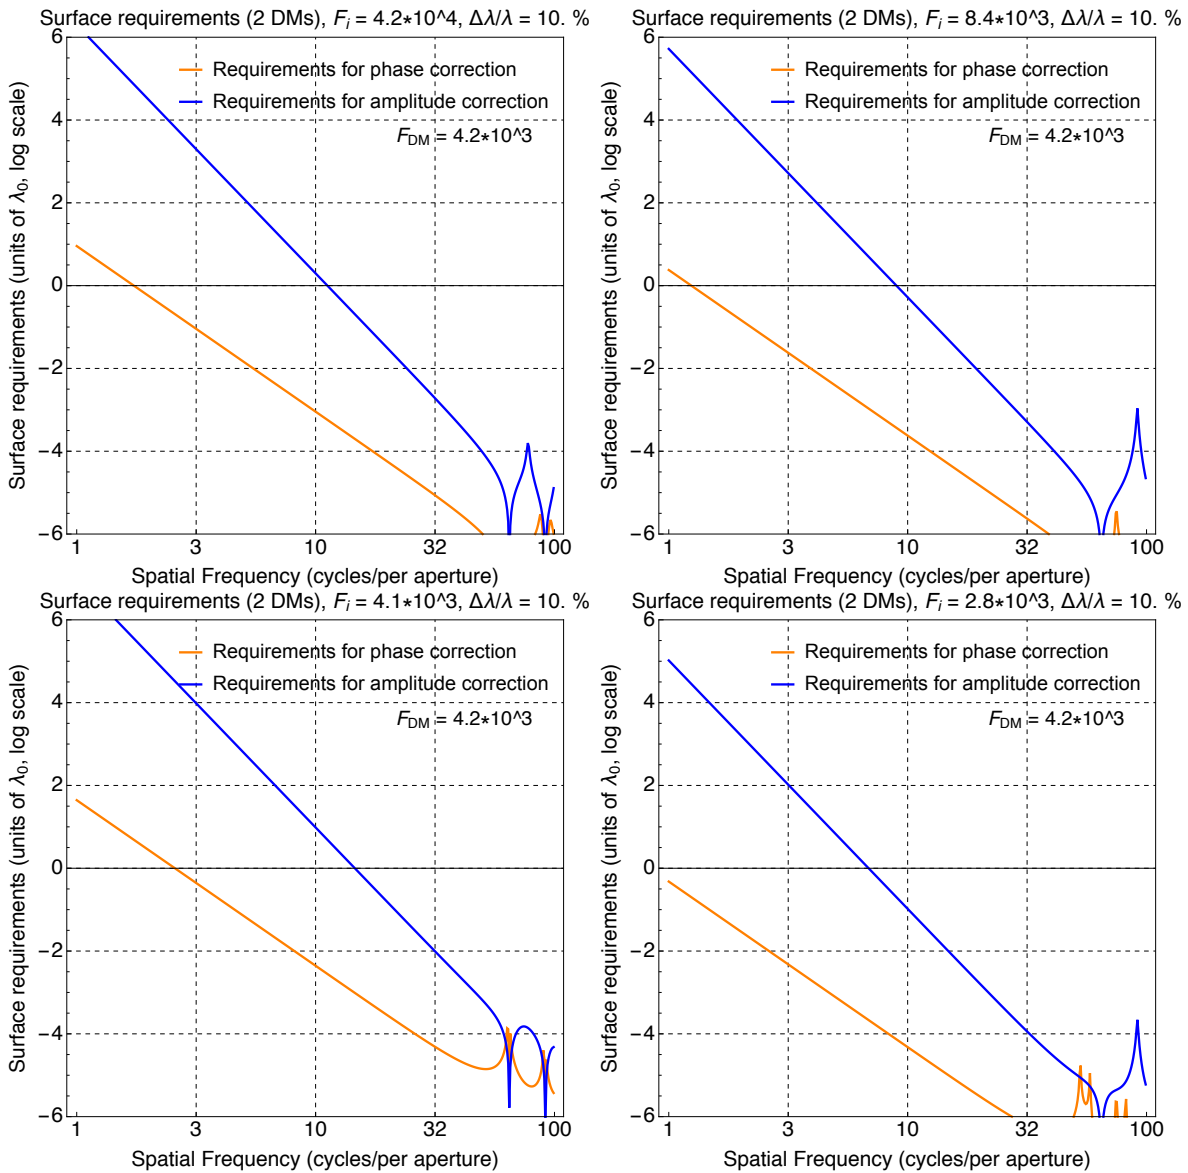 Surface requirements (2 DMs), F_i = 4.2*10^4, Δλ/λ = 10. %
Surface requirements (units of λ₀, log scale)
Requirements for phase correction
Requirements for amplitude correction
F_DM = 4.2*10^3
6
4
2
0
−2
−4
−6
1 3 10 32 100
Spatial Frequency (cycles/per aperture)
Surface requirements (2 DMs), F_i = 8.4*10^3, Δλ/λ = 10. %
Surface requirements (units of λ₀, log scale)
Requirements for phase correction
Requirements for amplitude correction
F_DM = 4.2*10^3
6
4
2
0
−2
−4
−6
1 3 10 32 100
Spatial Frequency (cycles/per aperture)
Surface requirements (2 DMs), F_i = 4.1*10^3, Δλ/λ = 10. %
Surface requirements (units of λ₀, log scale)
Requirements for phase correction
Requirements for amplitude correction
F_DM = 4.2*10^3
6
4
2
0
−2
−4
−6
1 3 10 32 100
Spatial Frequency (cycles/per aperture)
Surface requirements (2 DMs), F_i = 2.8*10^3, Δλ/λ = 10. %
Surface requirements (units of λ₀, log scale)
Requirements for phase correction
Requirements for amplitude correction
F_DM = 4.2*10^3
6
4
2
0
−2
−4
−6
1 3 10 32 100
Spatial Frequency (cycles/per aperture)